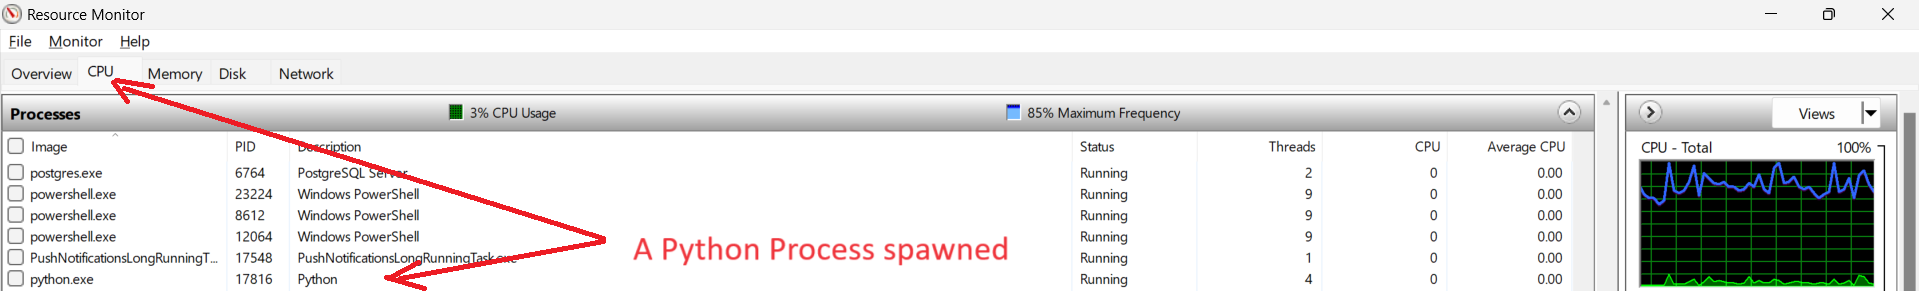 Resource Monitor
File Monitor Help
Overview CPU Memory Disk Network
Processes 3% CPU Usage 85% Maximum Frequency Views
Image PID Description Status Threads CPU Average CPU CPU - Total 100%
postgres.exe 6764 PostgreSQL Server Running 2 0 0.00
powershell.exe 23224 Windows PowerShell Running 9 0 0.00
powershell.exe 8612 Windows PowerShell Running 9 0 0.00
powershell.exe 12064 Windows PowerShell Running 9 0 0.00
A Python Process spawned
PushNotificationsLongRunningT... 17548 PushNotificationsLongRunningTask.exe Running 1 0 0.00
python.exe 17816 Python Running 4 0 0.00